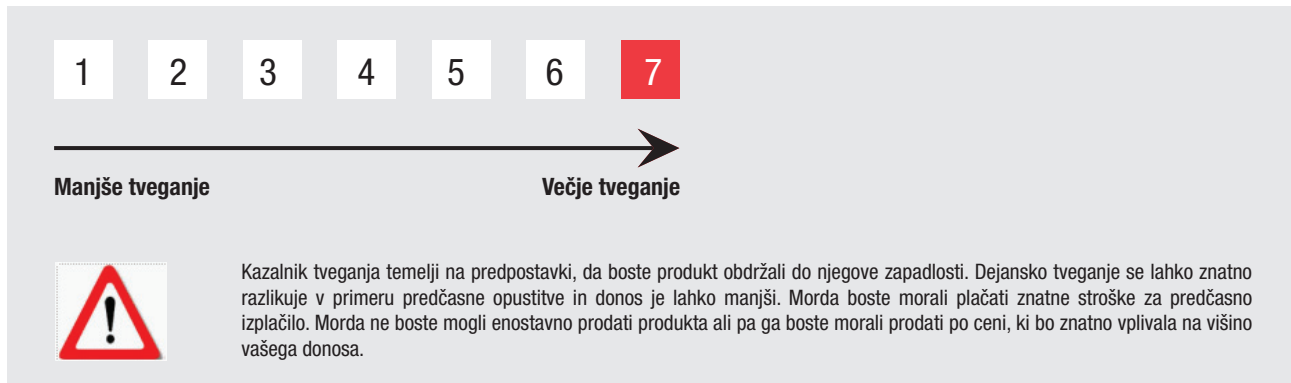 1 2 3 4 5 6 7
Manjše tveganje Večje tveganje
Kazalnik tveganja temelji na predpostavki, da boste produkt obdržali do njegove zapadlosti. Dejansko tveganje se lahko znatno
razlikuje v primeru predčasne opustitve in donos je lahko manjši. Morda boste morali plačati znatne stroške za predčasno
izplačilo. Morda ne boste mogli enostavno prodati produkta ali pa ga boste morali prodati po ceni, ki bo znatno vplivala na višino
vašega donosa.